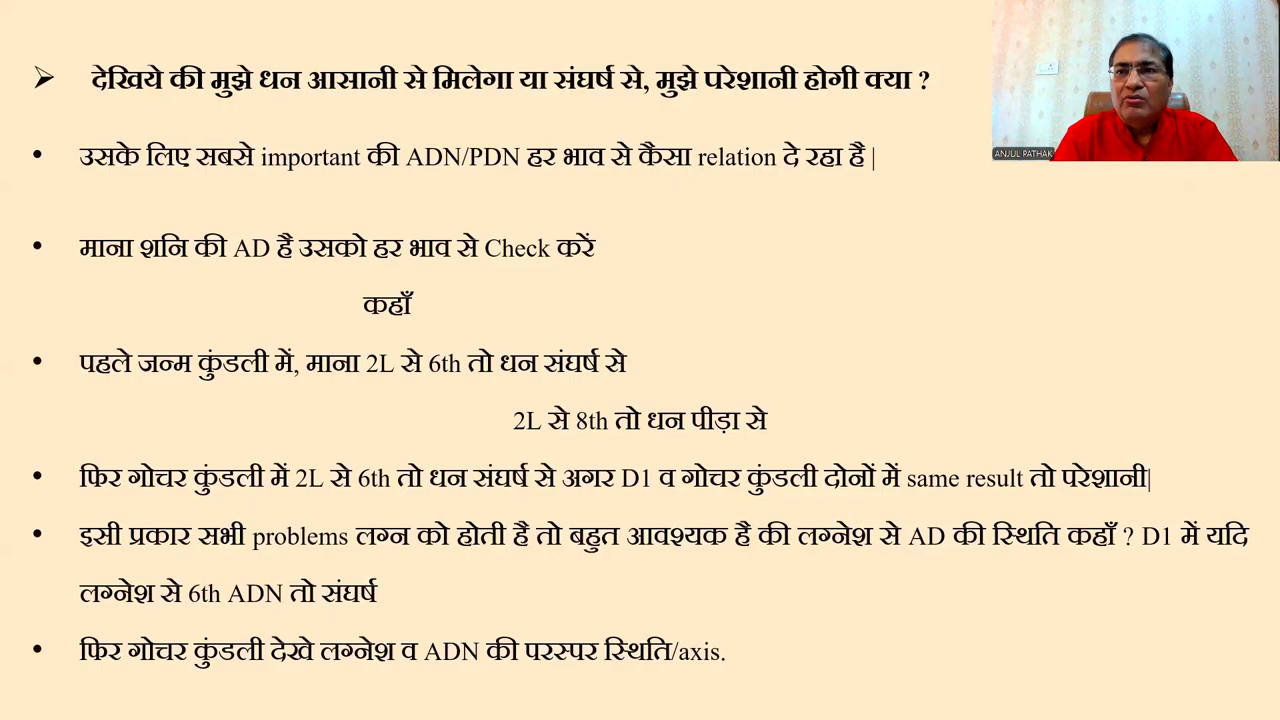 ➢ देखिये की मुझे धन आसानी से मिलेगा या संघर्ष से, मुझे परेशानी होगी क्या ?
• उसके लिए सबसे important की ADN/PDN हर भाव से कैसा relation दे रहा है |
• माना शनि की AD है उसको हर भाव से Check करें
कहाँ
• पहले जन्म कुंडली में, माना 2L से 6th तो धन संघर्ष से
2L से 8th तो धन पीड़ा से
• फिर गोचर कुंडली में 2L से 6th तो धन संघर्ष से अगर D1 व गोचर कुंडली दोनों में same result तो परेशानी|
• इसी प्रकार सभी problems लग्न को होती है तो बहुत आवश्यक है की लग्नेश से AD की स्थिति कहाँ ? D1 में यदि
लग्नेश से 6th ADN तो संघर्ष
• फिर गोचर कुंडली देखे लग्नेश व ADN की परस्पर स्थिति/axis.
ANJUL PATHAK